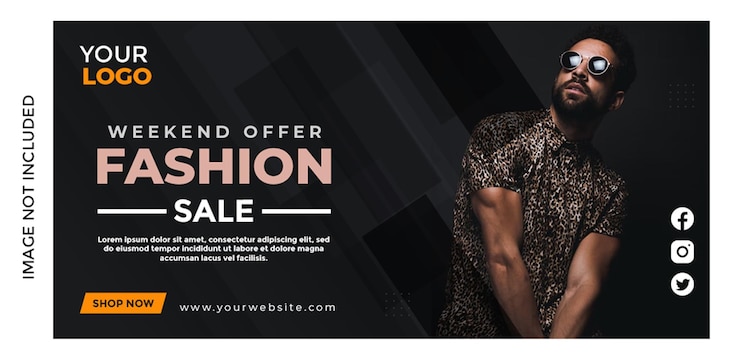 IMAGE NOT INCLUDED
YOUR
LOGO
WEEKEND OFFER
FASHION
SALE
Lorem ipsum dolor sit amet, consectetur adipiscing elit, sed
do eiusmod tempor incididunt ut labore et dolore magna
accumsan lacus vel facilisis.
SHOP NOW
www.yourwebsite.com